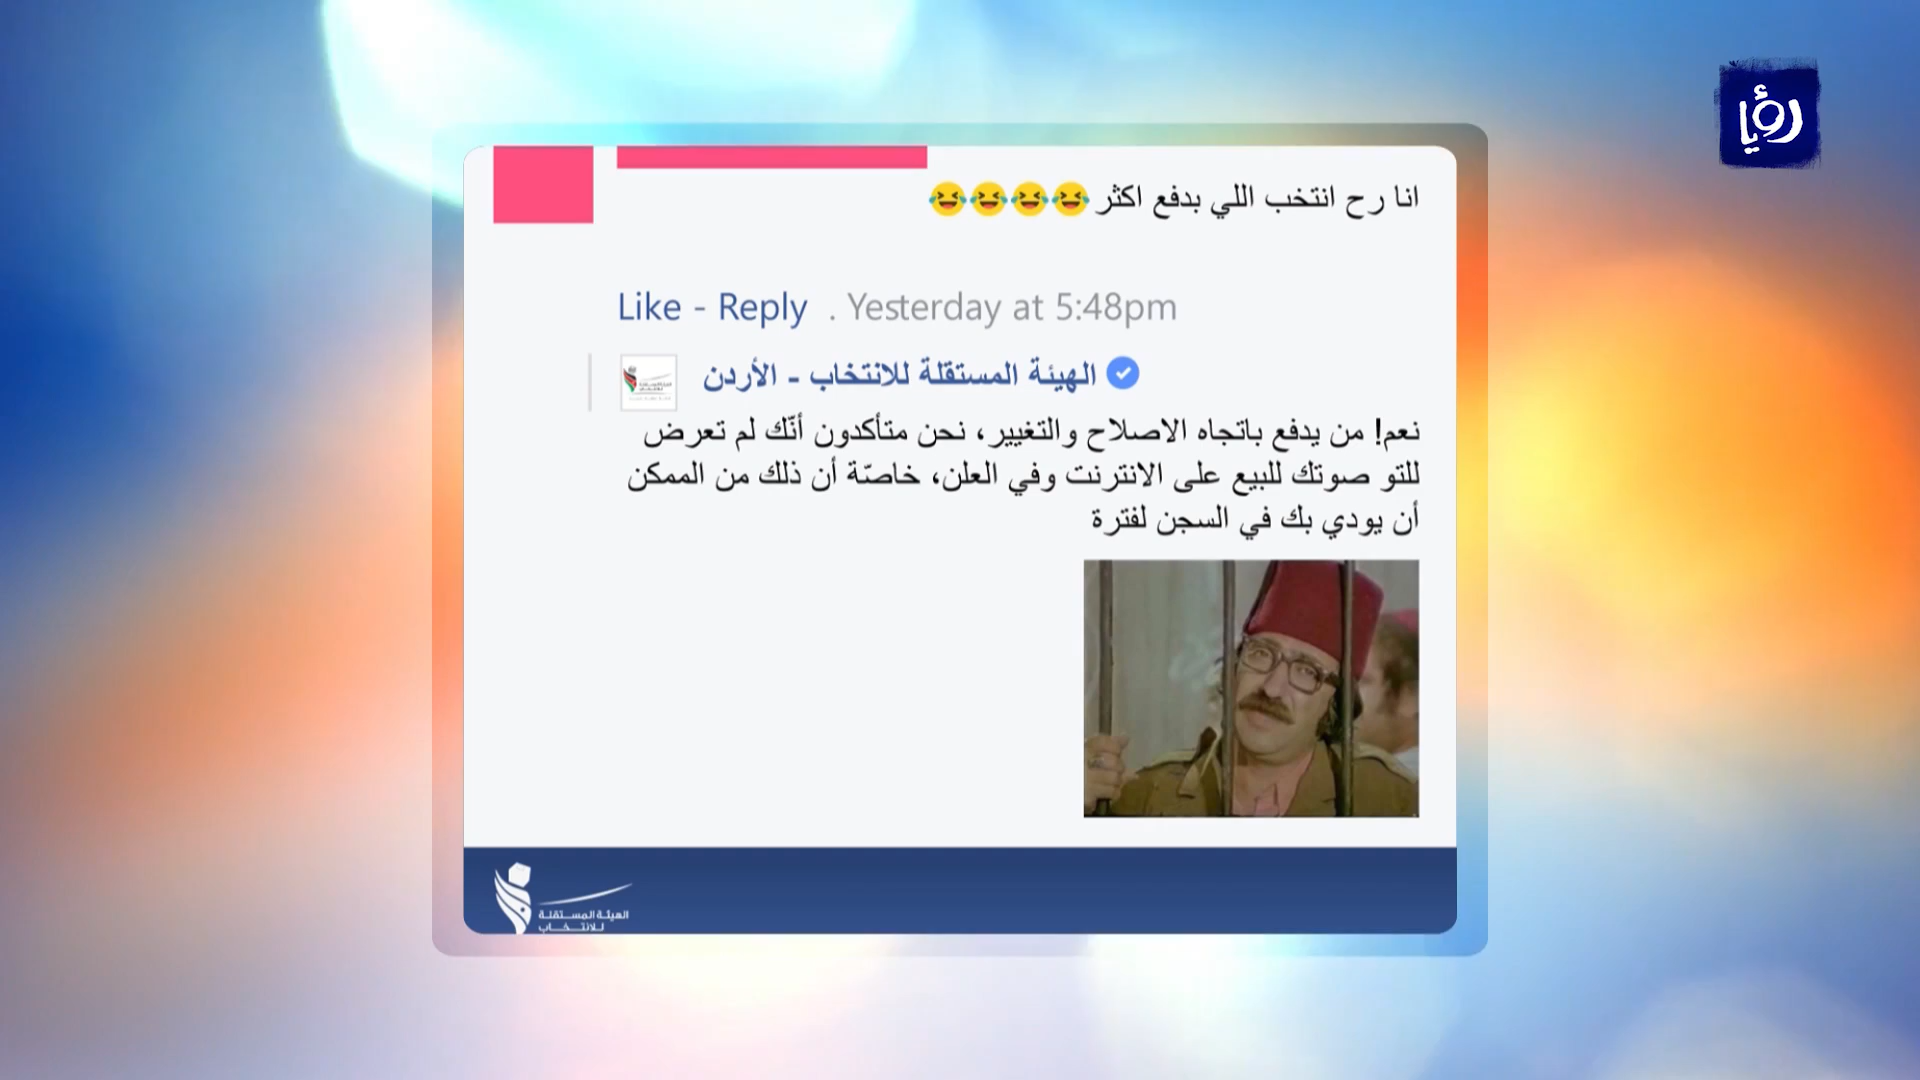 رؤيا
انا رح انتخب اللي بدفع اكثر 😂😂😂😂
Like - Reply . Yesterday at 5:48pm
الهيئة المستقلة للانتخاب - الأردن
نعم! من يدفع باتجاه الاصلاح والتغيير، نحن متأكدون أنّك لم تعرض
للتو صوتك للبيع على الانترنت وفي العلن، خاصّة أن ذلك من الممكن
أن يودي بك في السجن لفترة
الهيئة المستقلة
للانتخاب